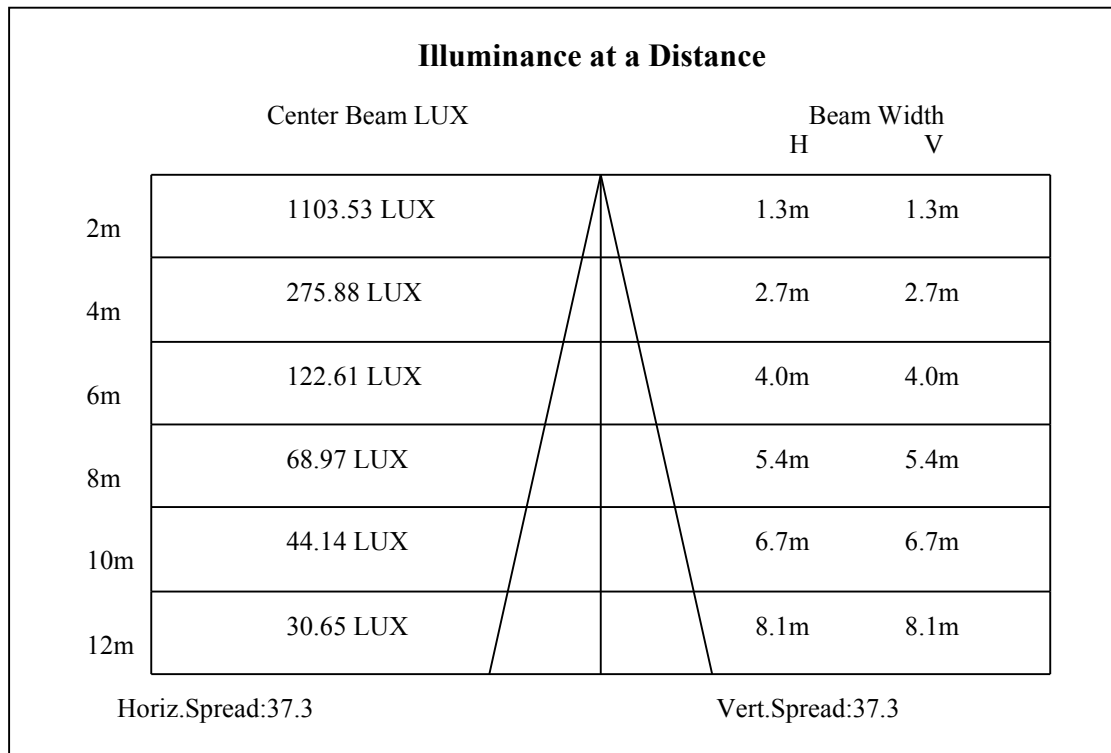 Illuminance at a Distance
Center Beam LUX Beam Width
H V
2m 1103.53 LUX 1.3m 1.3m
4m 275.88 LUX 2.7m 2.7m
6m 122.61 LUX 4.0m 4.0m
8m 68.97 LUX 5.4m 5.4m
10m 44.14 LUX 6.7m 6.7m
12m 30.65 LUX 8.1m 8.1m
Horiz.Spread:37.3 Vert.Spread:37.3